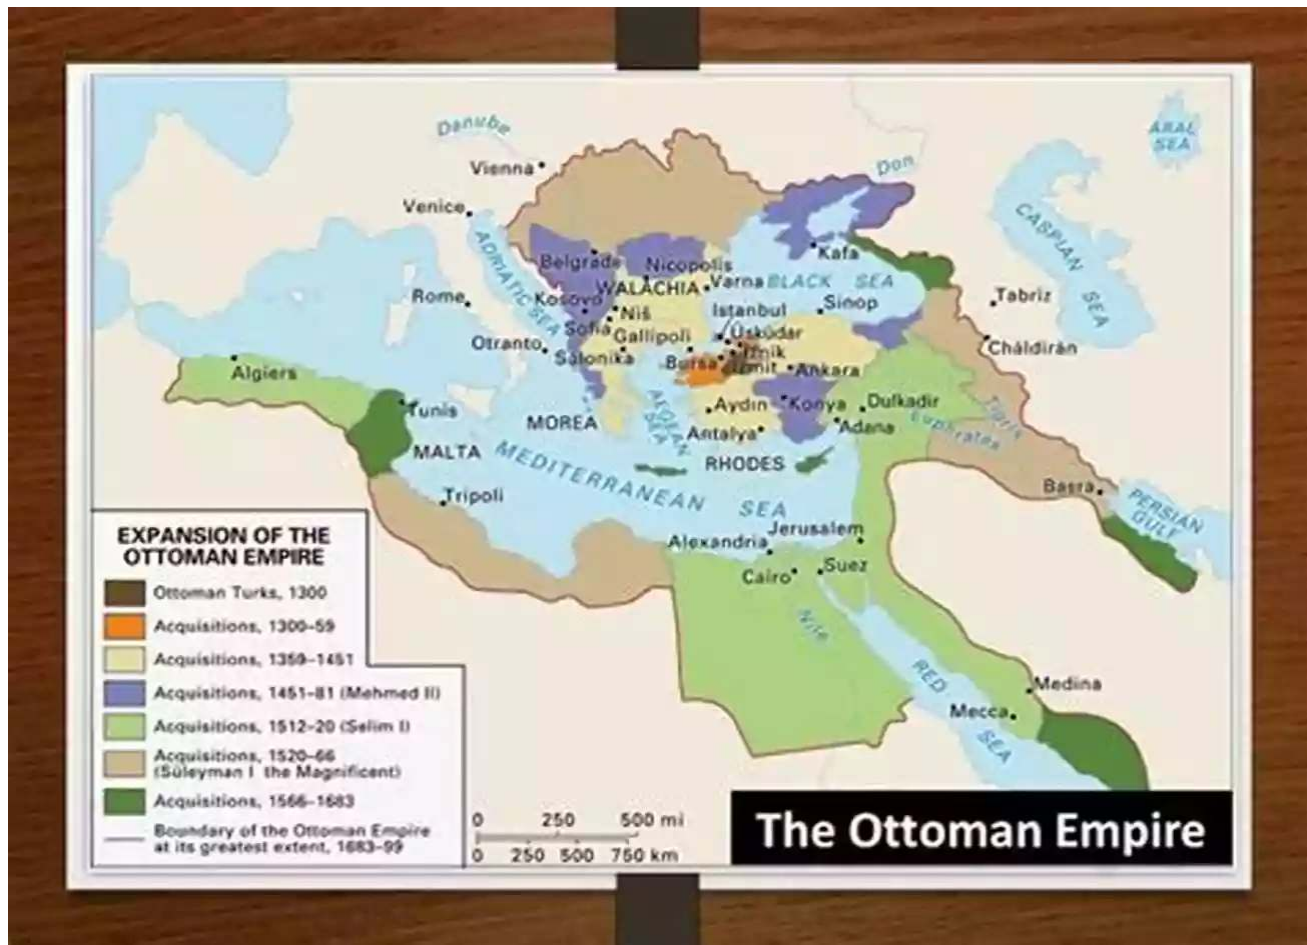 Danube
Vienna
Don
ARAL
SEA
Venice
CASPIAN
SEA
ADRIATIC SEA
Belgrade
Nicopolis
Kafa
WALACHIA
Varna
BLACK SEA
Rome
Kosovo
Niš
Istanbul
Sinop
Tabriz
Sofia
Gallipoli
Üsküdar
Otranto
Salonika
Bursa
Iznik
Izmit
Ankara
Chāldirān
Algiers
Tunis
MOREA
AEGEAN
SEA
Aydın
Konya
Dulkadir
Tigris
Antalya
Adana
Euphrates
MALTA
RHODES
MEDITERRANEAN SEA
Tripoli
Basra
PERSIAN
GULF
Jerusalem
Alexandria
Cairo
Suez
Nile
RED
SEA
Medina
Mecca
EXPANSION OF THE
OTTOMAN EMPIRE
Ottoman Turks, 1300
Acquisitions, 1300–59
Acquisitions, 1359–1451
Acquisitions, 1451–81 (Mehmed II)
Acquisitions, 1512–20 (Selim I)
Acquisitions, 1520–66
(Süleyman I the Magnificent)
Acquisitions, 1566–1683
Boundary of the Ottoman Empire
at its greatest extent, 1683–99
0 250 500 mi
0 250 500 750 km
The Ottoman Empire